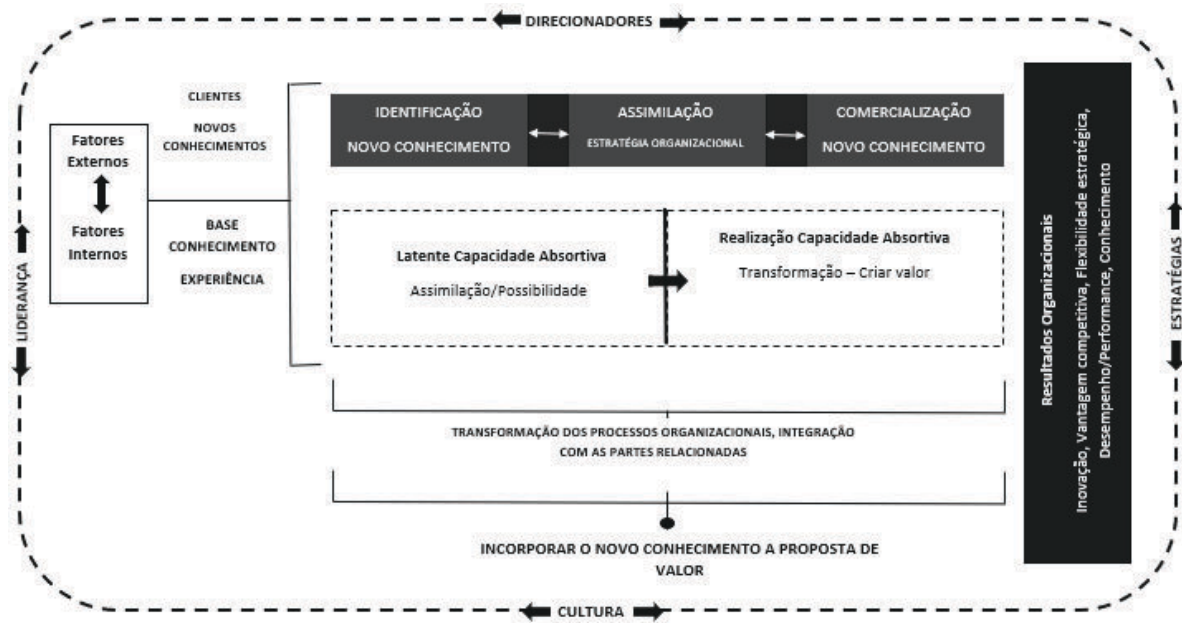 DIRECIONADORES
CLIENTES
NOVOS
CONHECIMENTOS
Fatores
Externos
Fatores
Internos
BASE
CONHECIMENTO
EXPERIÊNCIA
IDENTIFICAÇÃO
NOVO CONHECIMENTO
ASSIMILAÇÃO
ESTRATÉGIA ORGANIZACIONAL
COMERCIALIZAÇÃO
NOVO CONHECIMENTO
Latente Capacidade Absortiva
Assimilação/Possibilidade
Realização Capacidade Absortiva
Transformação – Criar valor
TRANSFORMAÇÃO DOS PROCESSOS ORGANIZACIONAIS, INTEGRAÇÃO
COM AS PARTES RELACIONADAS
INCORPORAR O NOVO CONHECIMENTO A PROPOSTA DE
VALOR
Resultados Organizacionais
Inovação, Vantagem competitiva, Flexibilidade estratégica,
Desempenho/Performance, Conhecimento
LIDERANÇA
ESTRATÉGIAS
CULTURA